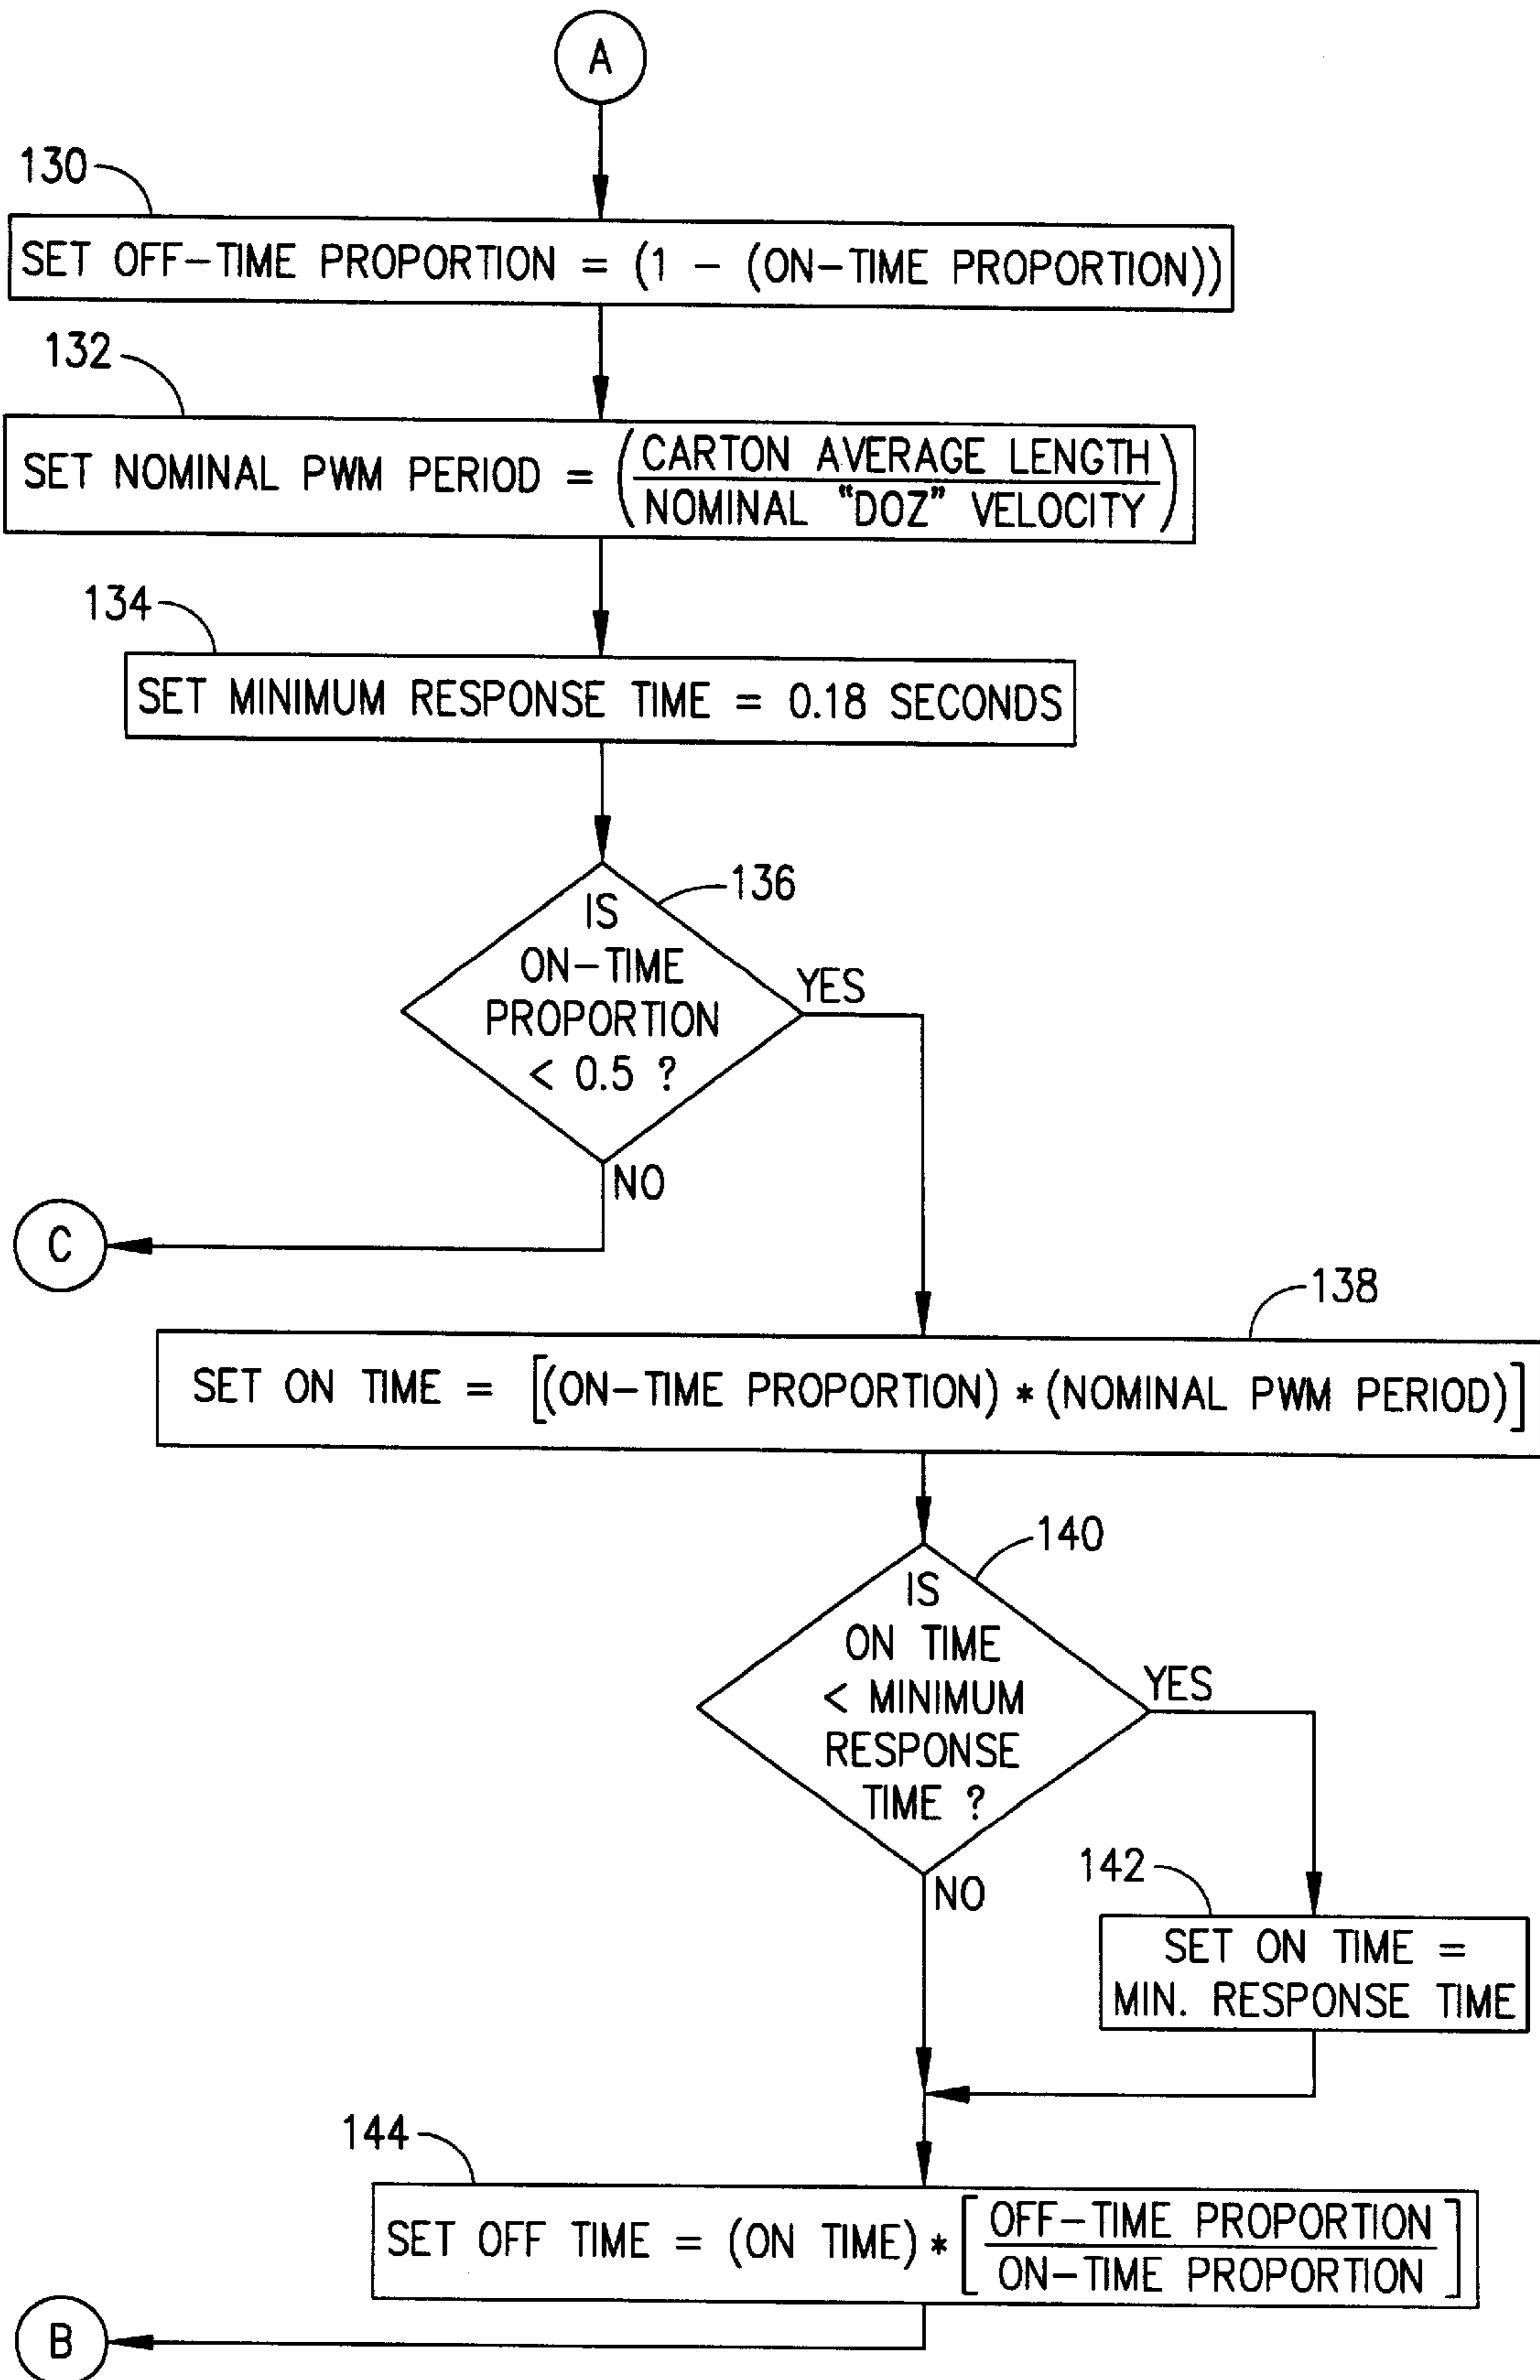 A
130
SET OFF-TIME PROPORTION = (1 - (ON-TIME PROPORTION))
132
SET NOMINAL PWM PERIOD = (CARTON AVERAGE LENGTH
NOMINAL "DOZ" VELOCITY)
134
SET MINIMUM RESPONSE TIME = 0.18 SECONDS
136
IS
ON-TIME
PROPORTION
< 0.5 ?
YES
NO
C
138
SET ON TIME = [(ON-TIME PROPORTION) * (NOMINAL PWM PERIOD)]
140
IS
ON TIME
< MINIMUM
RESPONSE
TIME ?
YES
NO
142
SET ON TIME =
MIN. RESPONSE TIME
144
SET OFF TIME = (ON TIME) * [OFF-TIME PROPORTION
ON-TIME PROPORTION]
B